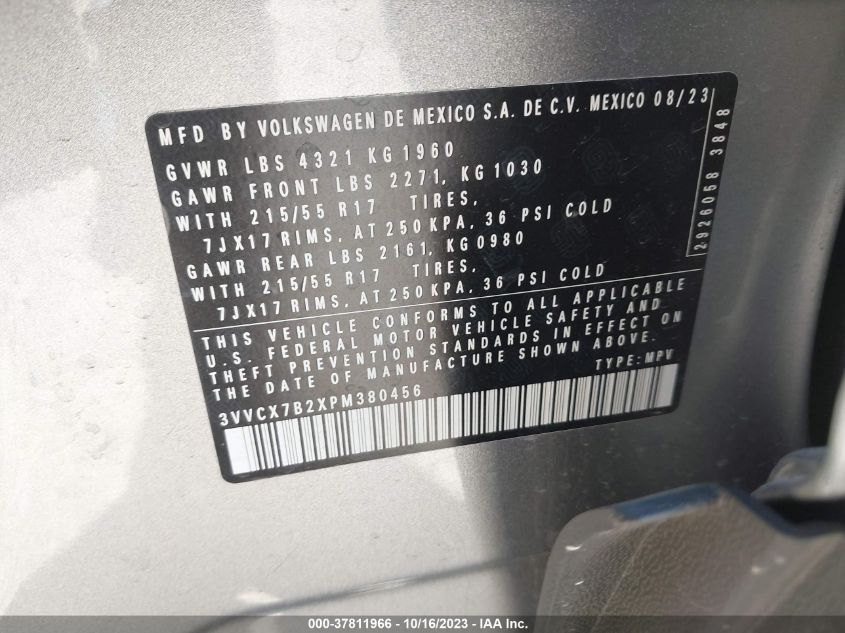 MFD BY VOLKSWAGEN DE MEXICO S.A. DE C.V. MEXICO 08/23
GVWR LBS 4321 KG 1960
GAWR FRONT LBS 2271, KG 1030
WITH 215/55 R17 TIRES,
7JX17 RIMS, AT 250 KPA, 36 PSI COLD
GAWR REAR LBS 2161, KG0980
WITH 215/55 R17 TIRES,
7JX17 RIMS, AT 250 KPA, 36 PSI COLD
THIS VEHICLE CONFORMS TO ALL APPLICABLE
U.S. FEDERAL MOTOR VEHICLE SAFETY AND
THEFT PREVENTION STANDARDS IN EFFECT ON
THE DATE OF MANUFACTURE SHOWN ABOVE.
TYPE: MPV
3VVCX7B2XPM380456
2926058 3848
000-37811966 - 10/16/2023 - IAA Inc.